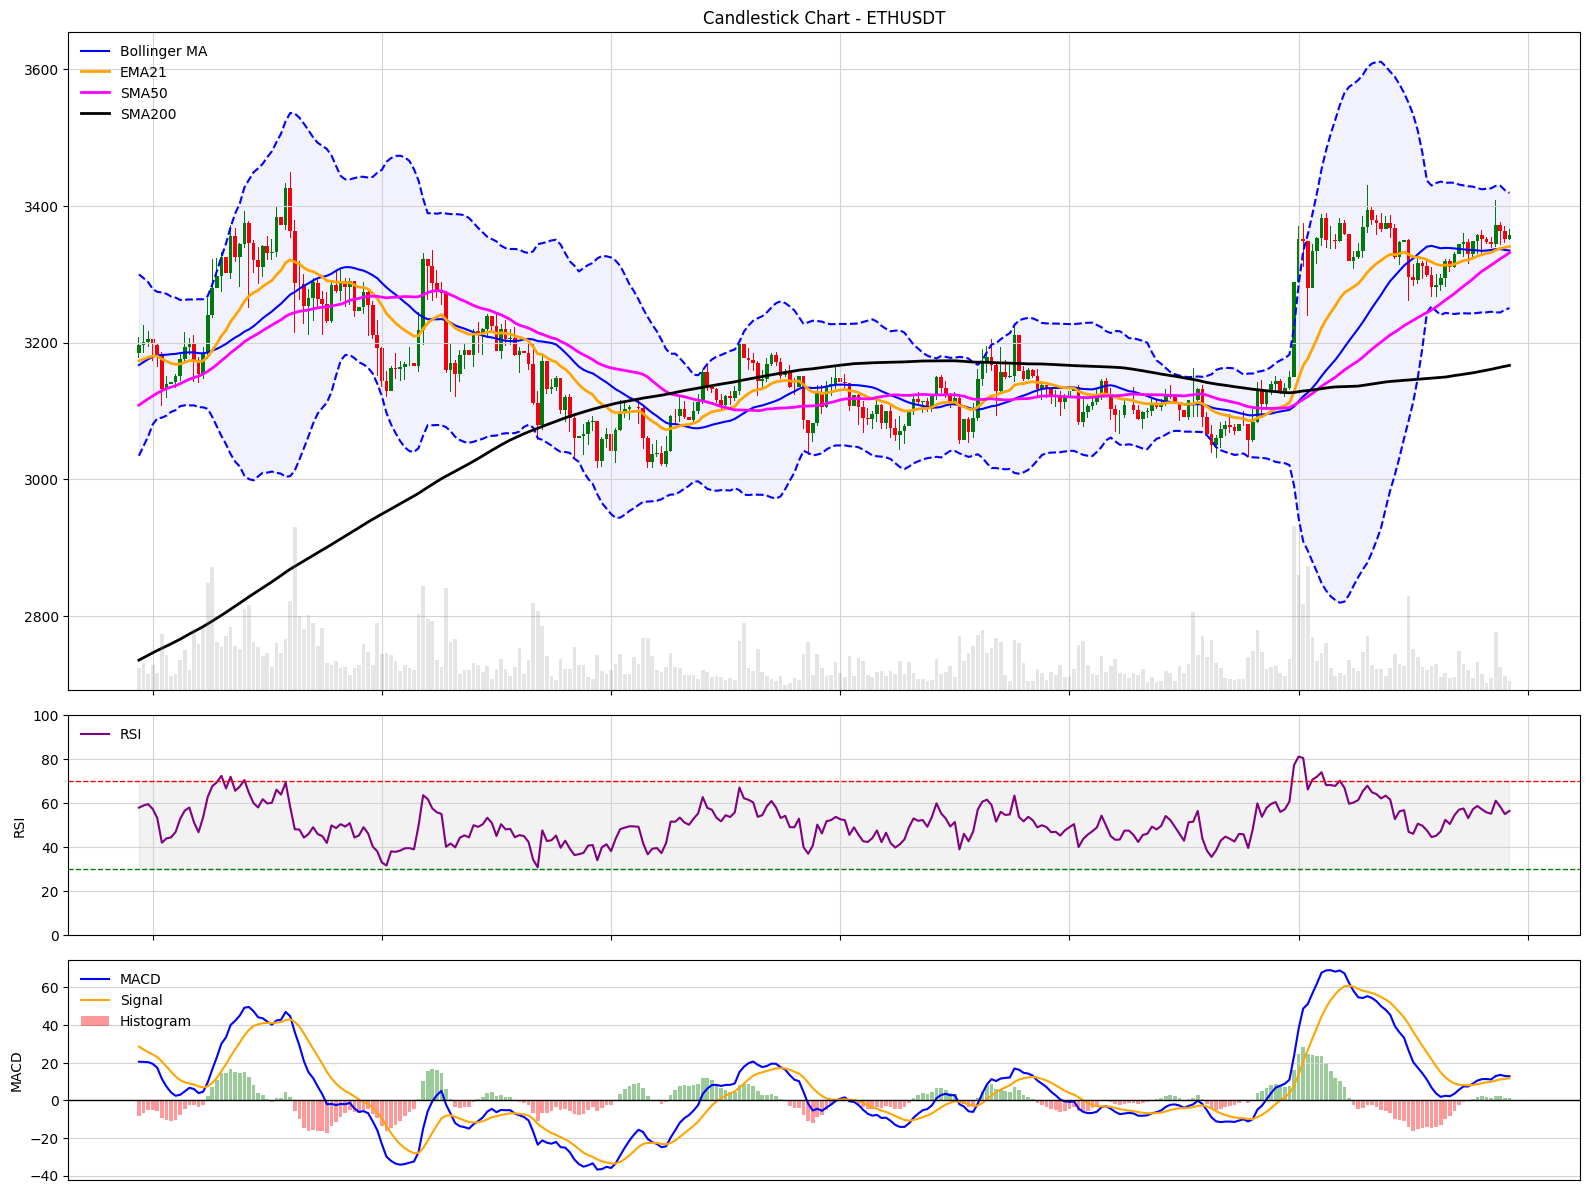 Candlestick Chart - ETHUSDT
Bollinger MA
EMA21
SMA50
SMA200
3600
3400
3200
3000
2800
RSI
100
80
60
40
20
0
RSI
MACD
Signal
Histogram
60
40
20
0
−20
−40
MACD